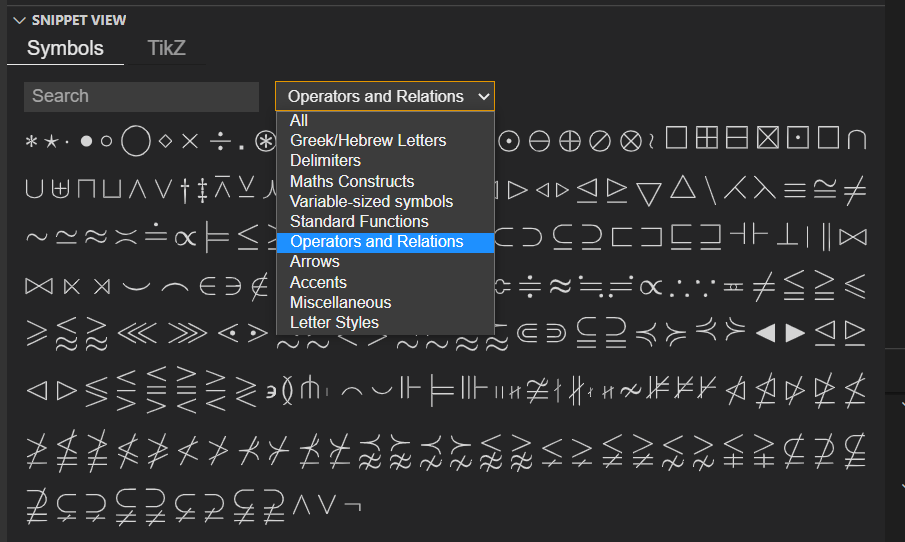 SNIPPET VIEW
Symbols TikZ
Search Operators and Relations
All
Greek/Hebrew Letters
Delimiters
Maths Constructs
Variable-sized symbols
Standard Functions
Operators and Relations
Arrows
Accents
Miscellaneous
Letter Styles